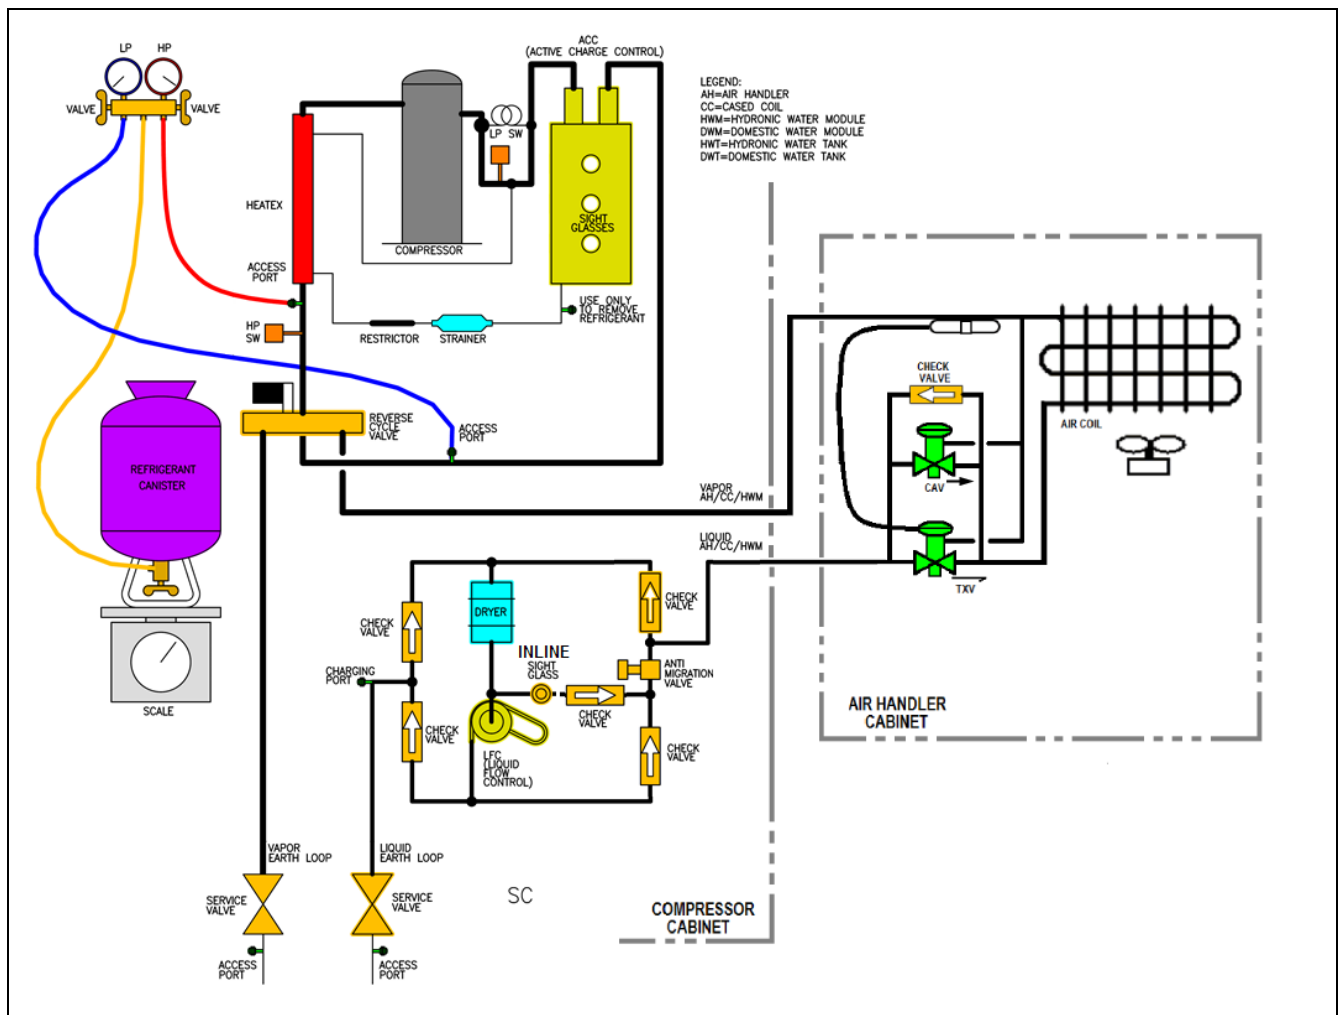 LP
HP
VALVE
VALVE
ACC
(ACTIVE CHARGE CONTROL)
LEGEND:
AH=AIR HANDLER
CC=CASED COIL
HWM=HYDRONIC WATER MODULE
DWM=DOMESTIC WATER MODULE
HWT=HYDRONIC WATER TANK
DWT=DOMESTIC WATER TANK
LP SW
HEATEX
SIGHT
GLASSES
COMPRESSOR
ACCESS
PORT
USE ONLY
TO REMOVE
REFRIGERANT
HP
SW
RESTRICTOR
STRAINER
CHECK
VALVE
AIR COIL
REVERSE
CYCLE
VALVE
ACCESS
PORT
REFRIGERANT
CANISTER
CAV
VAPOR
AH/CC/HWM
LIQUID
AH/CC/HWM
TXV
DRYER
CHECK
VALVE
CHECK
VALVE
INLINE
SIGHT
GLASS
ANTI
MIGRATION
VALVE
CHARGING
PORT
CHECK
VALVE
CHECK
VALVE
CHECK
VALVE
LFC
(LIQUID
FLOW
CONTROL)
SCALE
AIR HANDLER
CABINET
VAPOR
EARTH LOOP
LIQUID
EARTH LOOP
SERVICE
VALVE
SERVICE
VALVE
SC
COMPRESSOR
CABINET
ACCESS
PORT
ACCESS
PORT